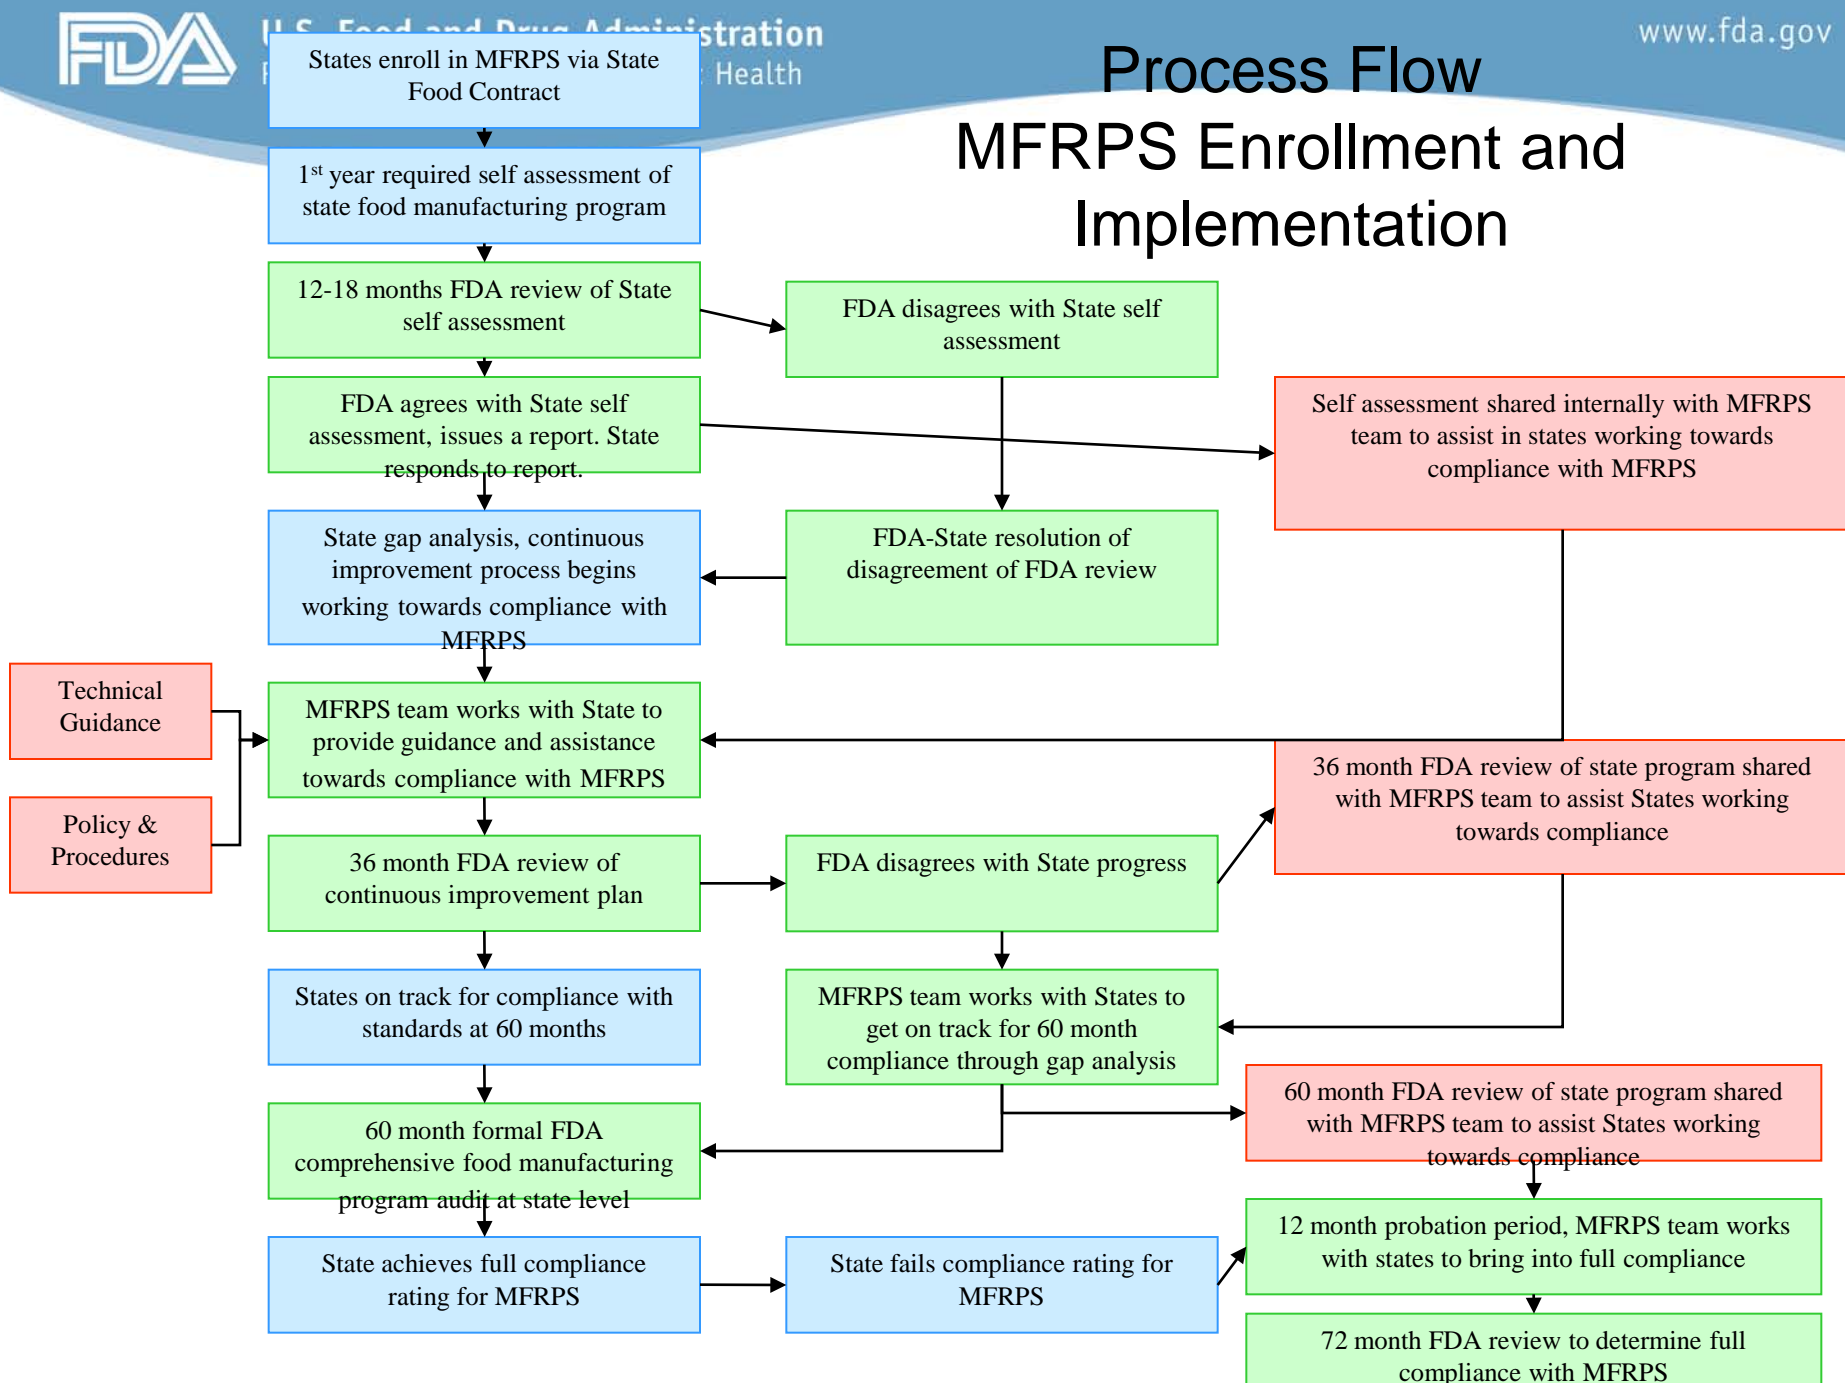 FDA
U.S. Food and Drug Administration
Health
www.fda.gov
Process Flow
MFRPS Enrollment and
Implementation
States enroll in MFRPS via State
Food Contract
1st year required self assessment of
state food manufacturing program
12-18 months FDA review of State
self assessment
FDA disagrees with State self
assessment
FDA agrees with State self
assessment, issues a report. State
responds to report.
Self assessment shared internally with MFRPS
team to assist in states working towards
compliance with MFRPS
State gap analysis, continuous
improvement process begins
working towards compliance with
MFRPS
FDA-State resolution of
disagreement of FDA review
Technical
Guidance
MFRPS team works with State to
provide guidance and assistance
towards compliance with MFRPS
Policy &
Procedures
36 month FDA review of state program shared
with MFRPS team to assist States working
towards compliance
36 month FDA review of
continuous improvement plan
FDA disagrees with State progress
States on track for compliance with
standards at 60 months
MFRPS team works with States to
get on track for 60 month
compliance through gap analysis
60 month FDA review of state program shared
with MFRPS team to assist States working
towards compliance
60 month formal FDA
comprehensive food manufacturing
program audit at state level
12 month probation period, MFRPS team works
with states to bring into full compliance
State achieves full compliance
rating for MFRPS
State fails compliance rating for
MFRPS
72 month FDA review to determine full
compliance with MFRPS